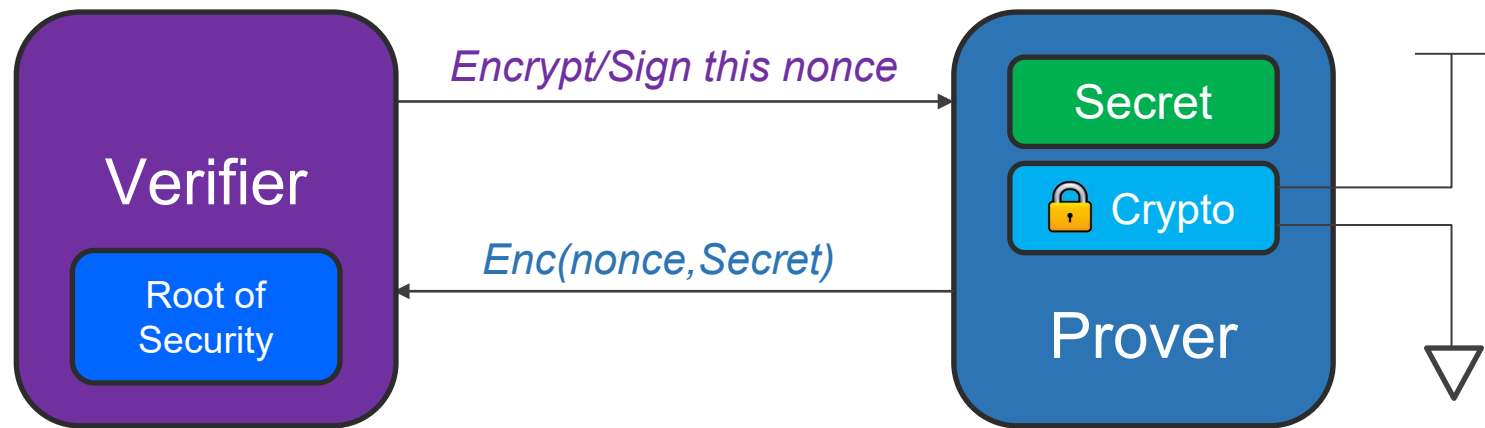 Encrypt/Sign this nonce
Verifier
Root of
Security
Enc(nonce,Secret)
Secret
Crypto
Prover